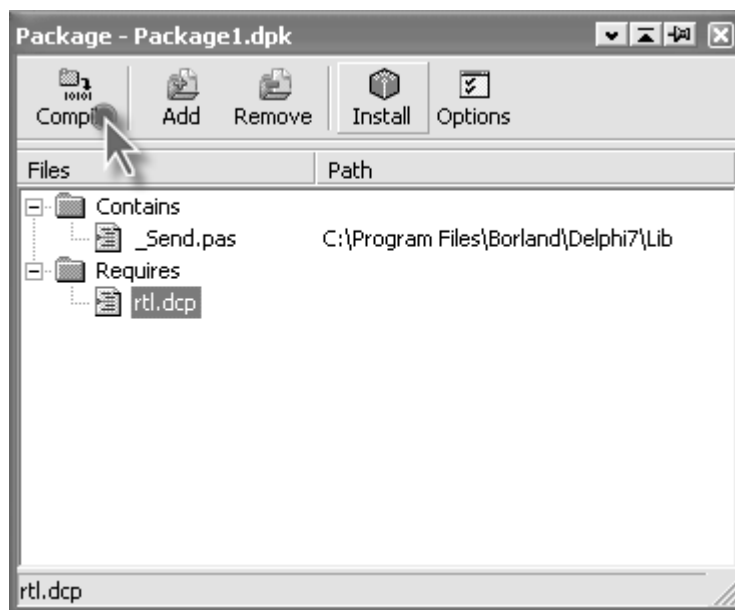 Package - Package1.dpk
Compil Add Remove Install Options
Files Path
Contains
_Send.pas C:\Program Files\Borland\Delphi7\Lib
Requires
rtl.dcp
rtl.dcp